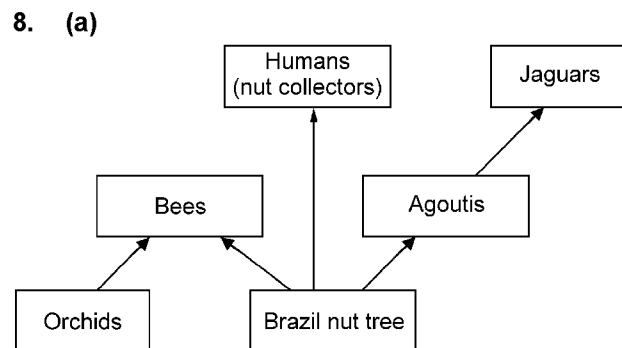 8. (a)
Humans
(nut collectors)
Jaguars
Bees
Agoutis
Orchids
Brazil nut tree